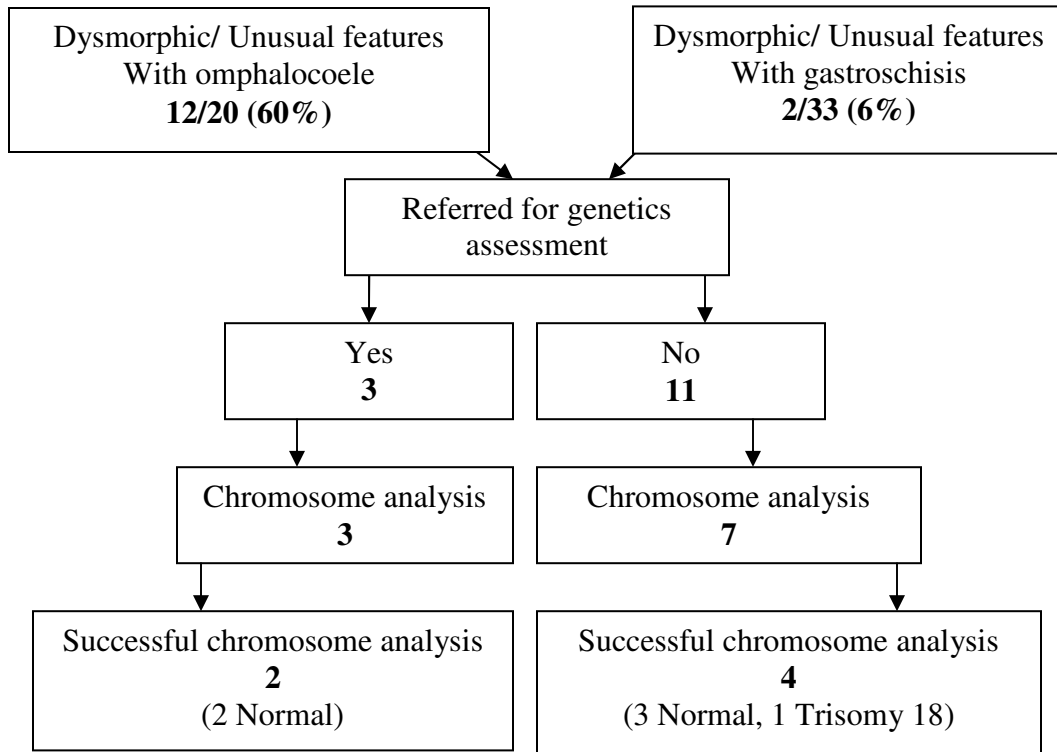 Dysmorphic/ Unusual features
With omphalocoele
12/20 (60%)
Dysmorphic/ Unusual features
With gastroschisis
2/33 (6%)
Referred for genetics
assessment
Yes
3
No
11
Chromosome analysis
3
Chromosome analysis
7
Successful chromosome analysis
2
(2 Normal)
Successful chromosome analysis
4
(3 Normal, 1 Trisomy 18)